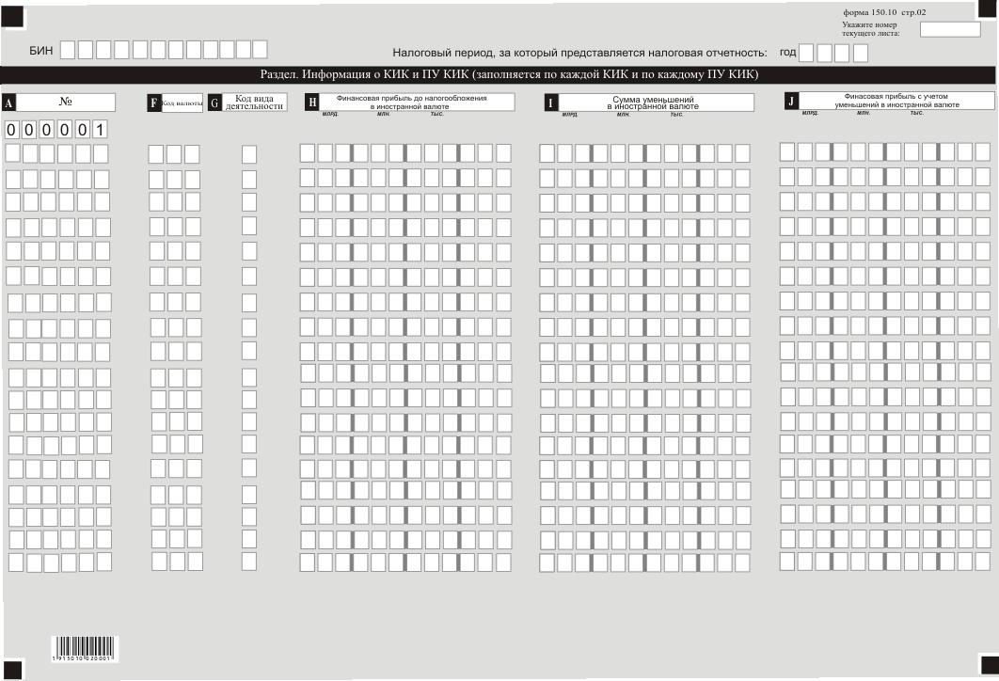 форма 150.10 стр.02
Укажите номер
текущего листа:
БИН
Налоговый период, за который представляется налоговая отчетность: год
Раздел. Информация о КИК и ПУ КИК (заполняется по каждой КИК и по каждому ПУ КИК)
A №
F Код валюты
G Код вида
деятельности
H Финансовая прибыль до налогообложения
в иностранной валюте
МЛРД. МЛН. ТЫС.
I Сумма уменьшений
в иностранной валюте
МЛРД. МЛН. ТЫС.
J Финасовая прибыль с учетом
уменьшений в иностранной валюте
МЛРД. МЛН. ТЫС.
000001
1915010020001